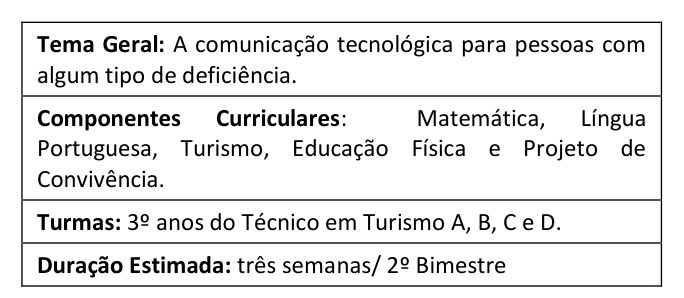 Tema Geral: A comunicação tecnológica para pessoas com
algum tipo de deficiência.
Componentes Curriculares: Matemática, Língua
Portuguesa, Turismo, Educação Física e Projeto de
Convivência.
Turmas: 3º anos do Técnico em Turismo A, B, C e D.
Duração Estimada: três semanas/ 2º Bimestre